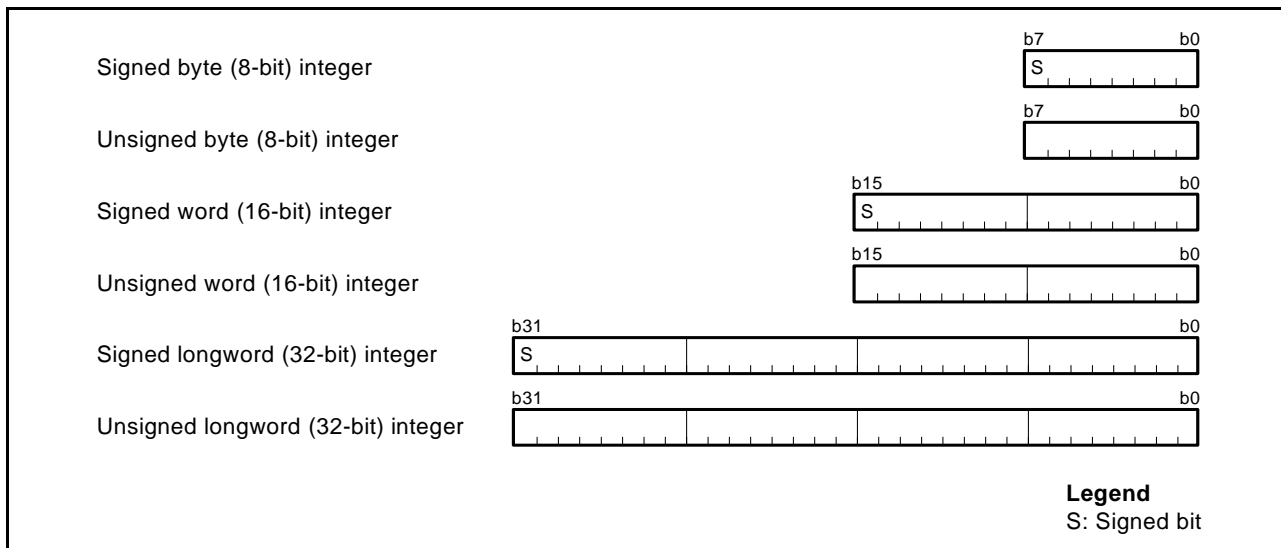 b7 b0
Signed byte (8-bit) integer S
b7 b0
Unsigned byte (8-bit) integer
b15 b0
Signed word (16-bit) integer S
b15 b0
Unsigned word (16-bit) integer
b31 b0
Signed longword (32-bit) integer S
b31 b0
Unsigned longword (32-bit) integer
Legend
S: Signed bit